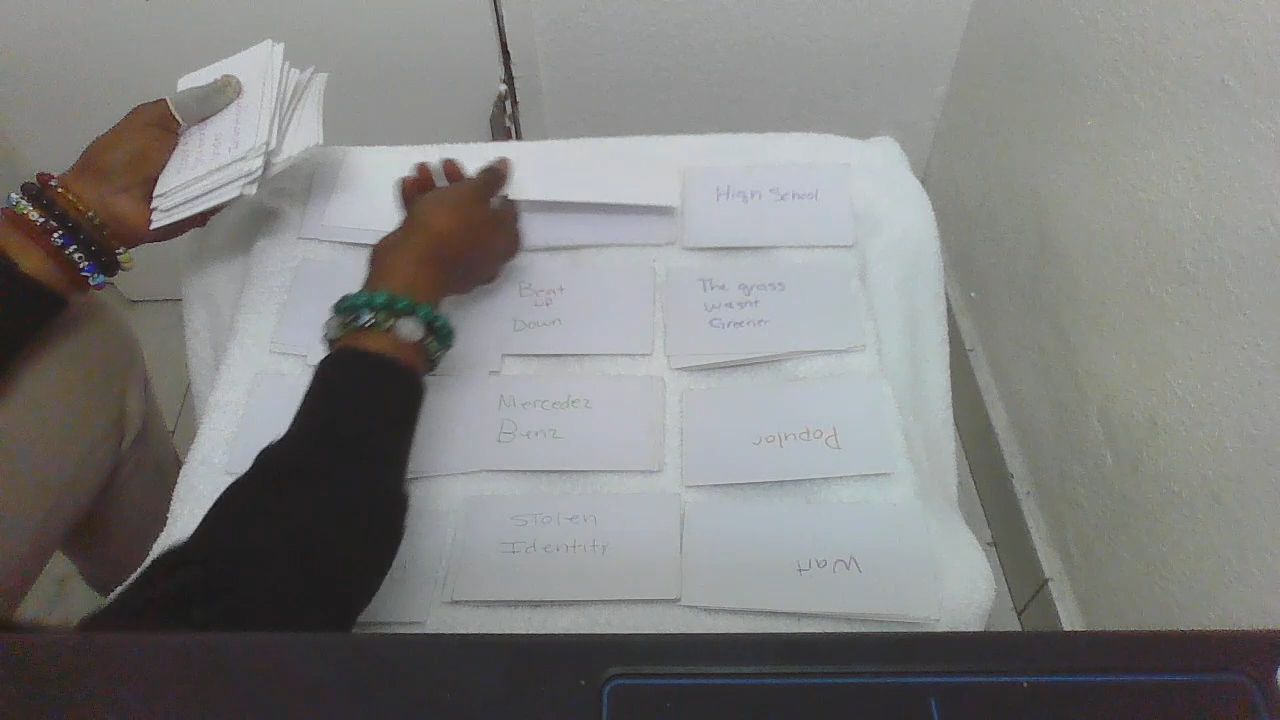 High School
Beat
up
Down
The grass
wasnt
Greener
Mercedez
Benz
Popular
Stolen
Identity
Wait